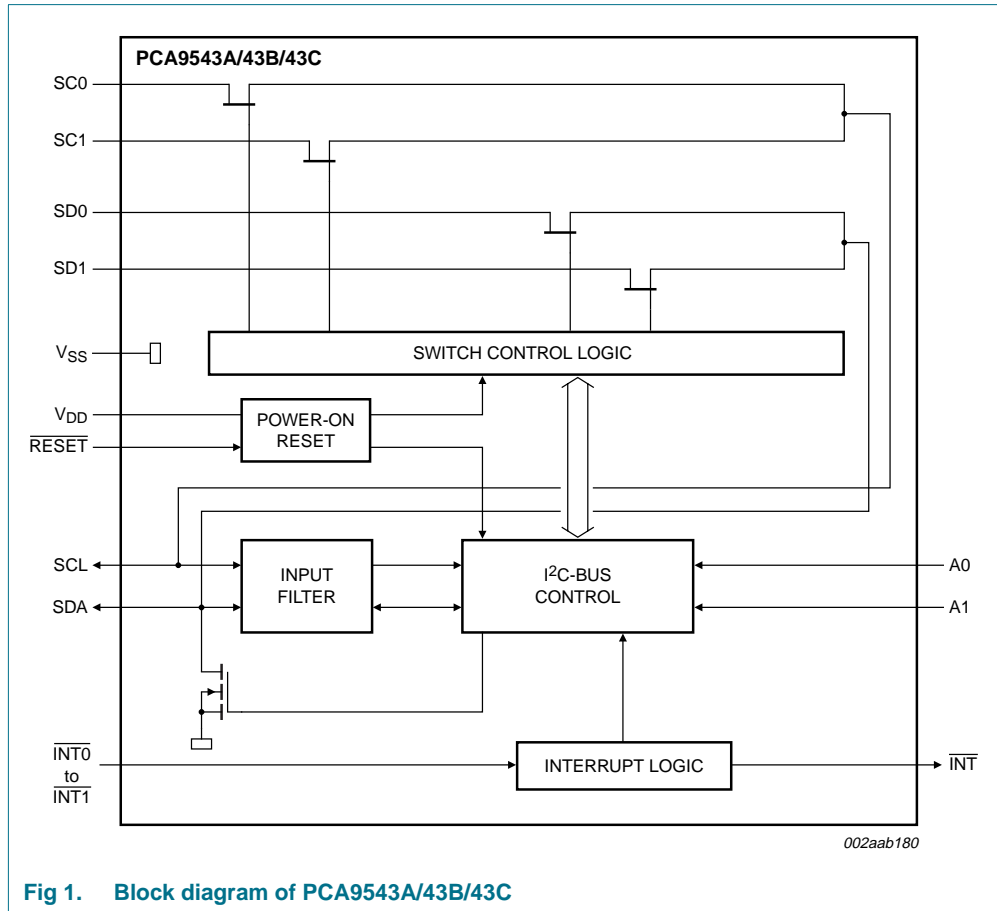 PCA9543A/43B/43C
SC0
SC1
SD0
SD1
VSS
SWITCH CONTROL LOGIC
VDD
RESET
POWER-ON
RESET
SCL
SDA
INPUT
FILTER
I2C-BUS
CONTROL
A0
A1
INT0
to
INT1
INTERRUPT LOGIC
INT
002aab180
Fig 1. Block diagram of PCA9543A/43B/43C